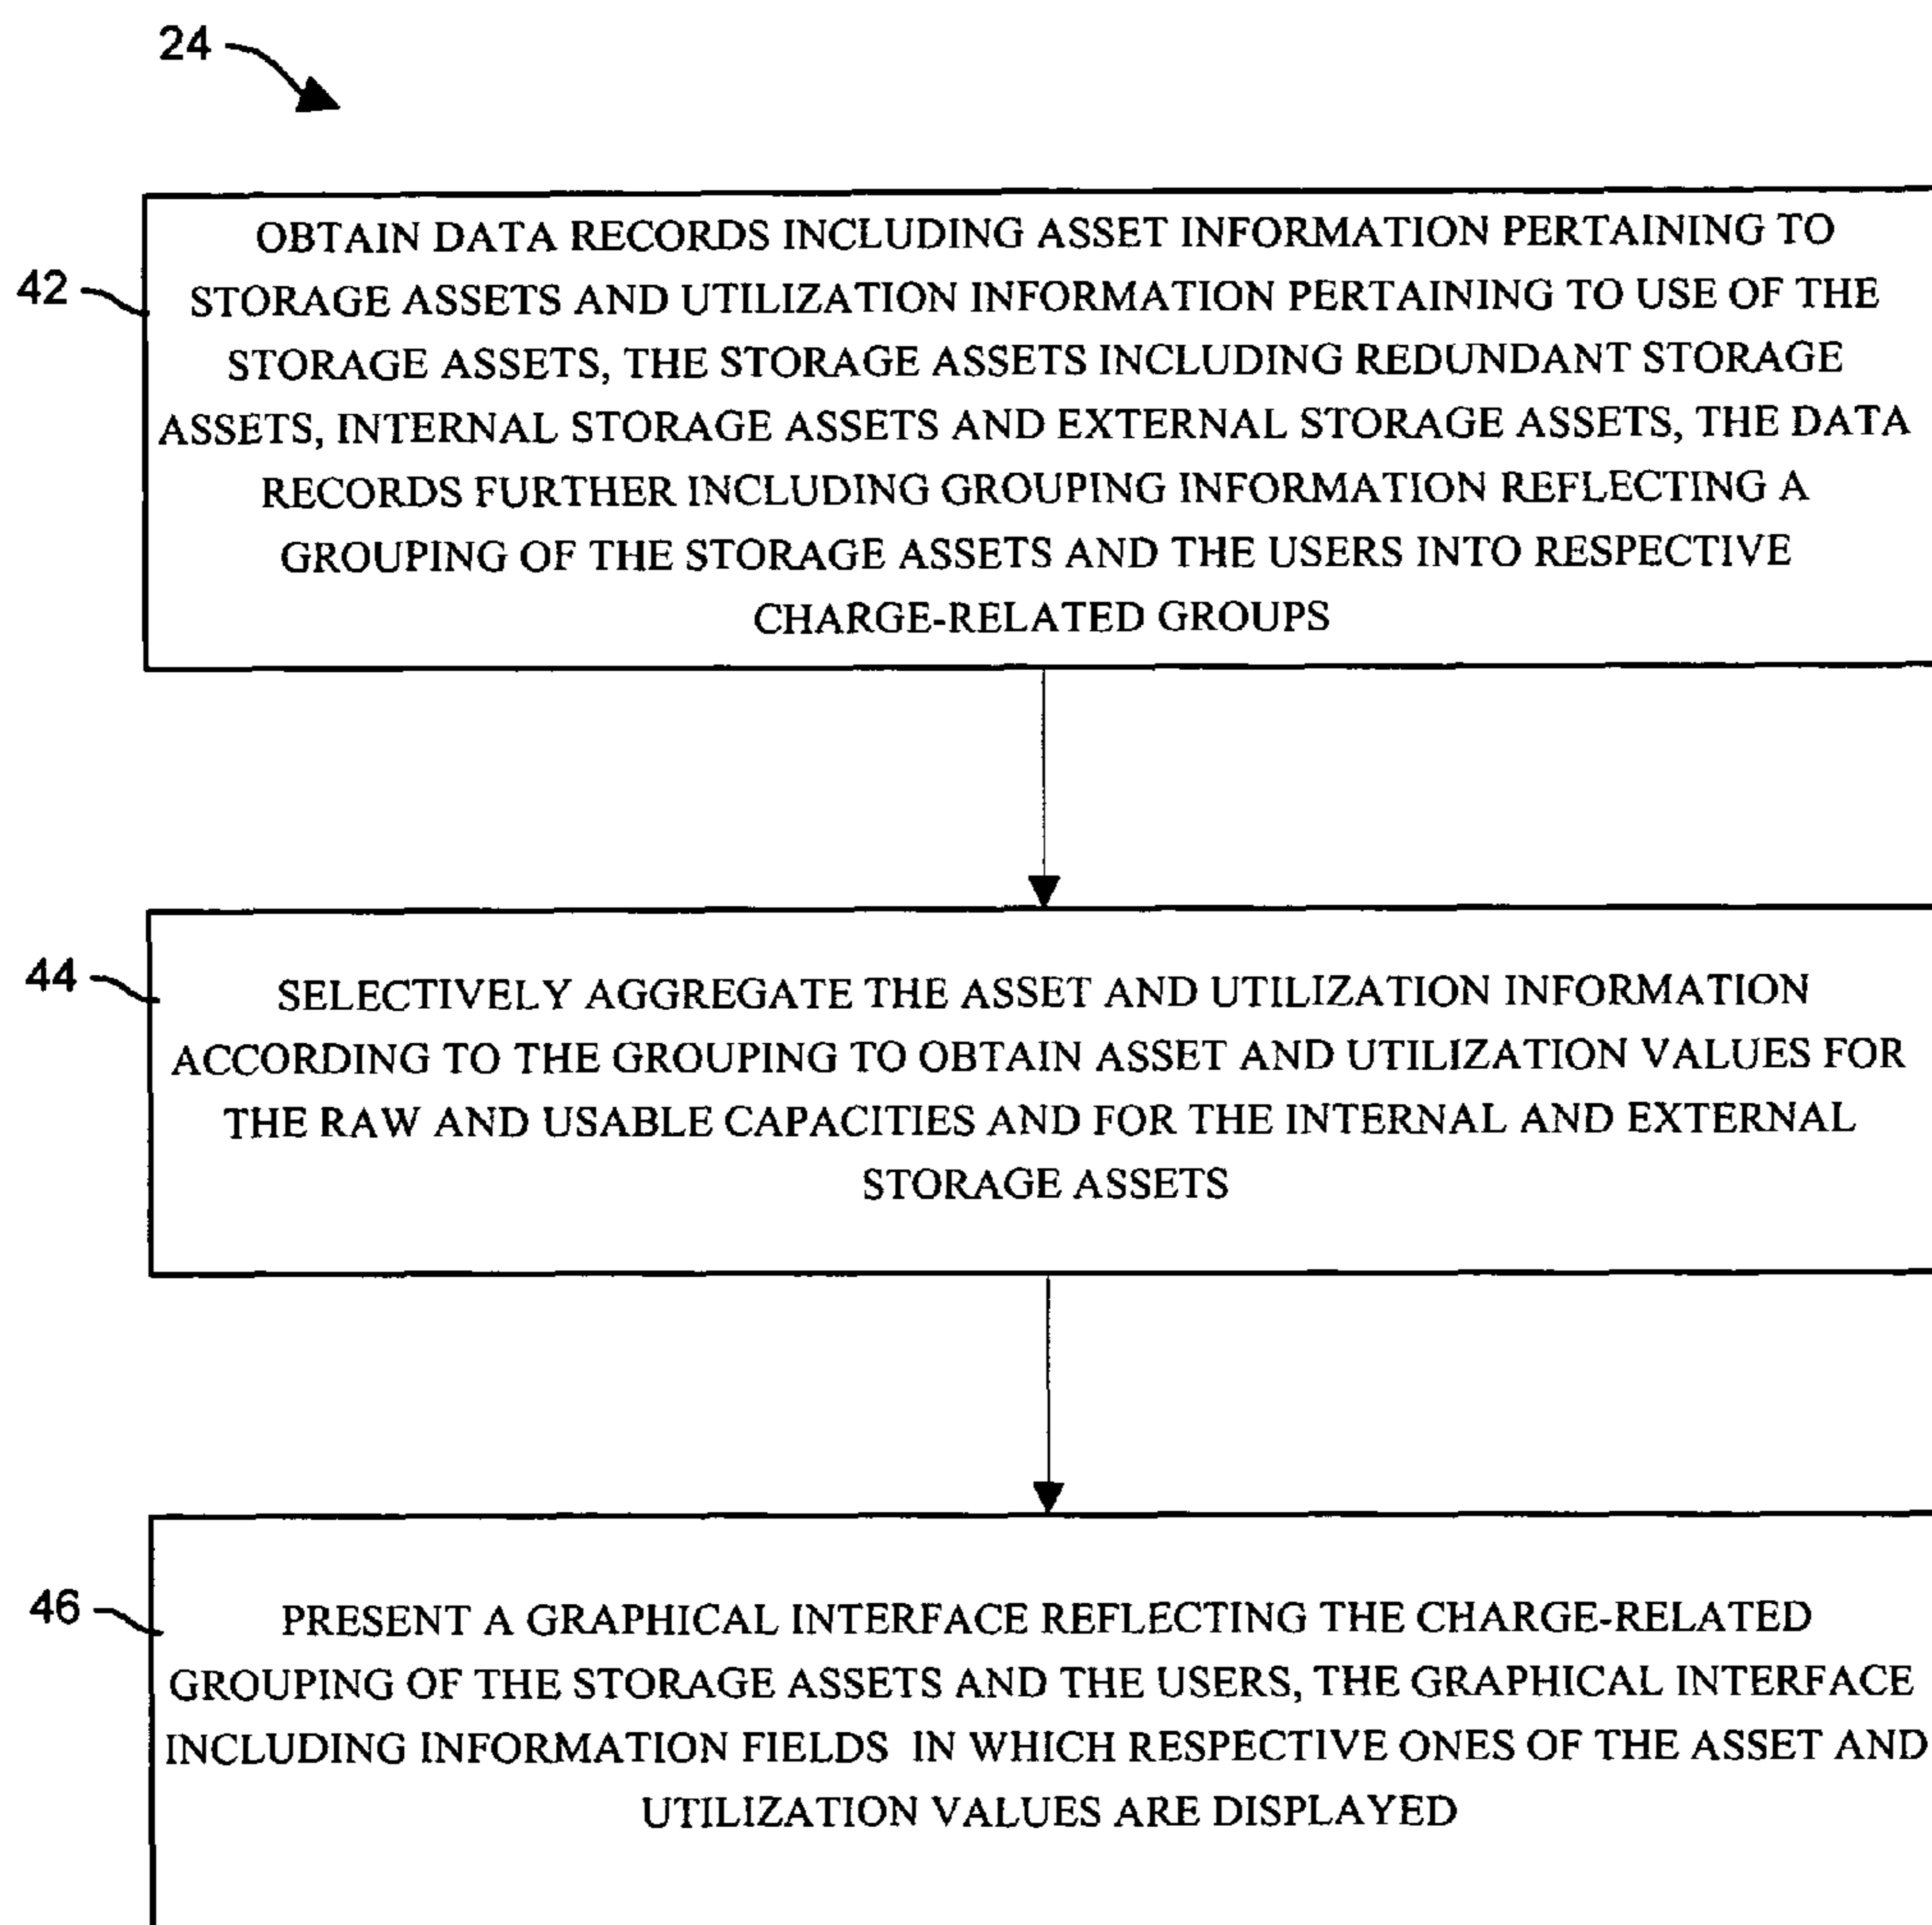 24
42
OBTAIN DATA RECORDS INCLUDING ASSET INFORMATION PERTAINING TO
STORAGE ASSETS AND UTILIZATION INFORMATION PERTAINING TO USE OF THE
STORAGE ASSETS, THE STORAGE ASSETS INCLUDING REDUNDANT STORAGE
ASSETS, INTERNAL STORAGE ASSETS AND EXTERNAL STORAGE ASSETS, THE DATA
RECORDS FURTHER INCLUDING GROUPING INFORMATION REFLECTING A
GROUPING OF THE STORAGE ASSETS AND THE USERS INTO RESPECTIVE
CHARGE-RELATED GROUPS
44
SELECTIVELY AGGREGATE THE ASSET AND UTILIZATION INFORMATION
ACCORDING TO THE GROUPING TO OBTAIN ASSET AND UTILIZATION VALUES FOR
THE RAW AND USABLE CAPACITIES AND FOR THE INTERNAL AND EXTERNAL
STORAGE ASSETS
46
PRESENT A GRAPHICAL INTERFACE REFLECTING THE CHARGE-RELATED
GROUPING OF THE STORAGE ASSETS AND THE USERS, THE GRAPHICAL INTERFACE
INCLUDING INFORMATION FIELDS IN WHICH RESPECTIVE ONES OF THE ASSET AND
UTILIZATION VALUES ARE DISPLAYED